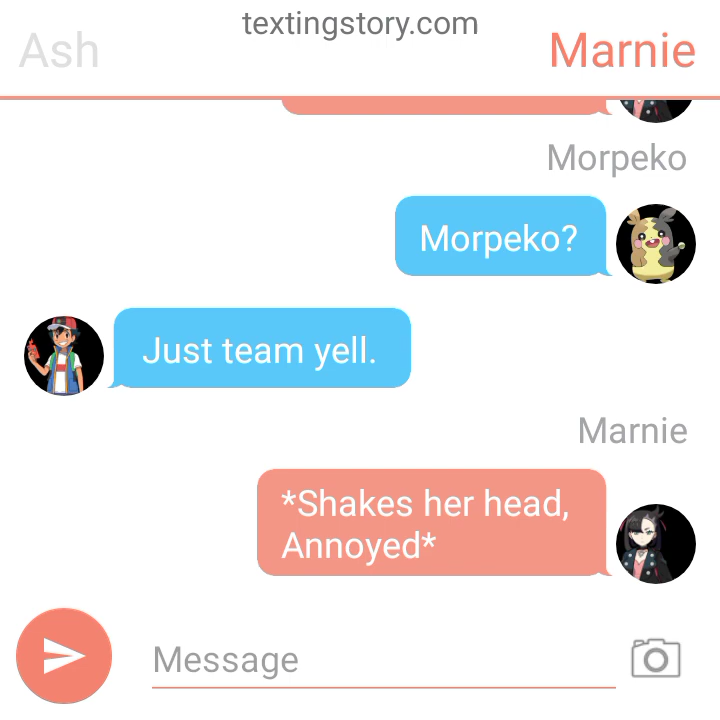 textingstory.com
Ash
Marnie
Morpeko
Morpeko?
Just team yell.
Marnie
*Shakes her head,
Annoyed*
Message